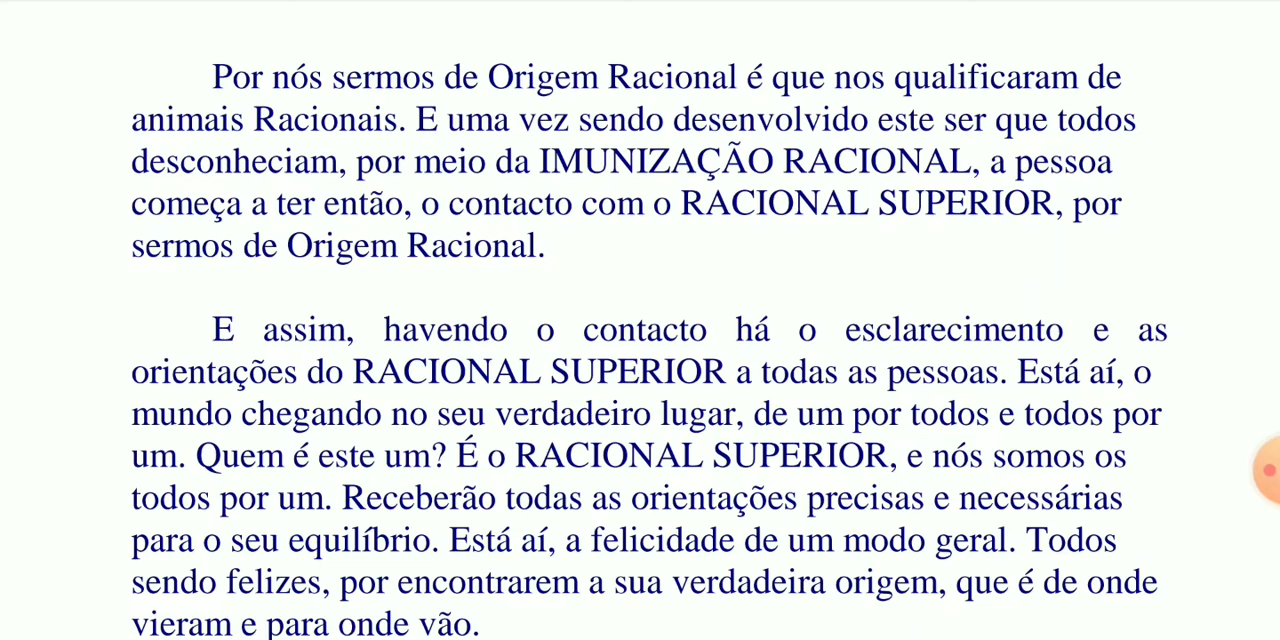 Por nós sermos de Origem Racional é que nos qualificaram de
animais Racionais. E uma vez sendo desenvolvido este ser que todos
desconheciam, por meio da IMUNIZAÇÃO RACIONAL, a pessoa
começa a ter então, o contacto com o RACIONAL SUPERIOR, por
sermos de Origem Racional.
E assim, havendo o contacto há o esclarecimento e as
orientações do RACIONAL SUPERIOR a todas as pessoas. Está aí, o
mundo chegando no seu verdadeiro lugar, de um por todos e todos por
um. Quem é este um? É o RACIONAL SUPERIOR, e nós somos os
todos por um. Receberão todas as orientações precisas e necessárias
para o seu equilíbrio. Está aí, a felicidade de um modo geral. Todos
sendo felizes, por encontrarem a sua verdadeira origem, que é de onde
vieram e para onde vão.